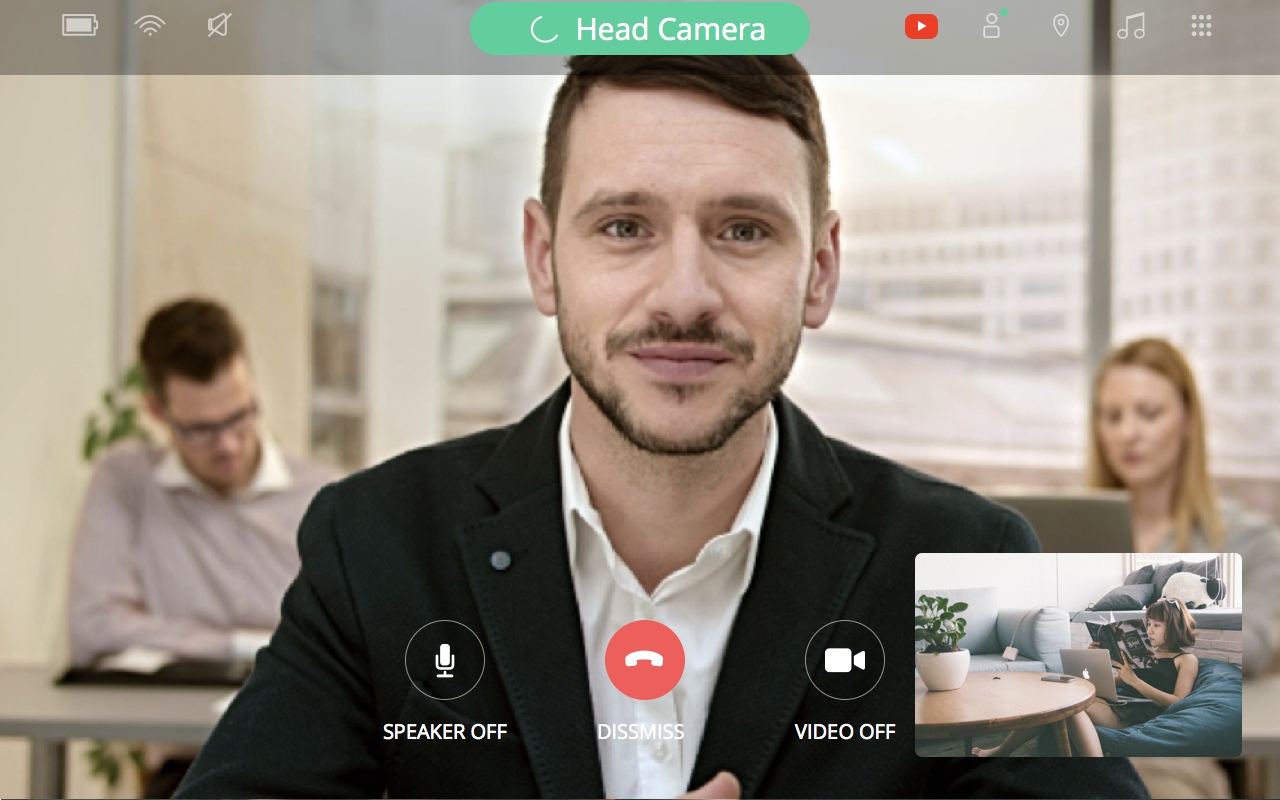 Head Camera
SPEAKER OFF
DISSMISS
VIDEO OFF